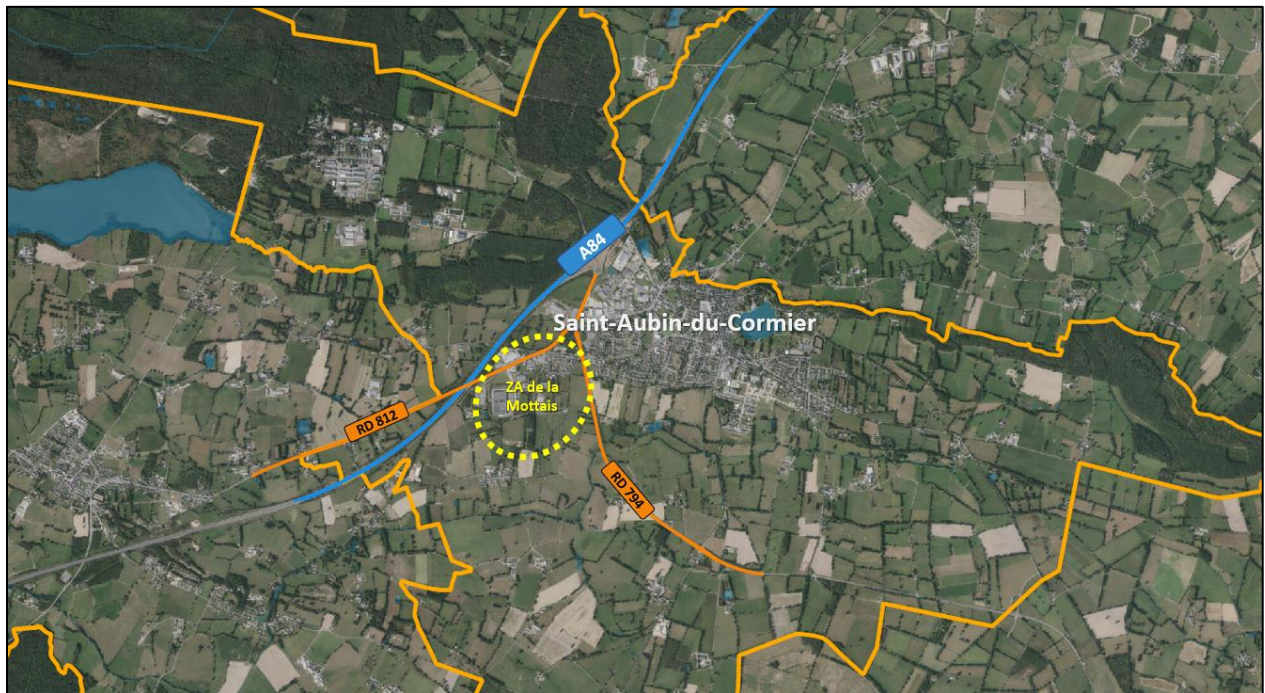 A84
Saint-Aubin-du-Cormier
ZA de la
Mottais
RD 812
RD 794